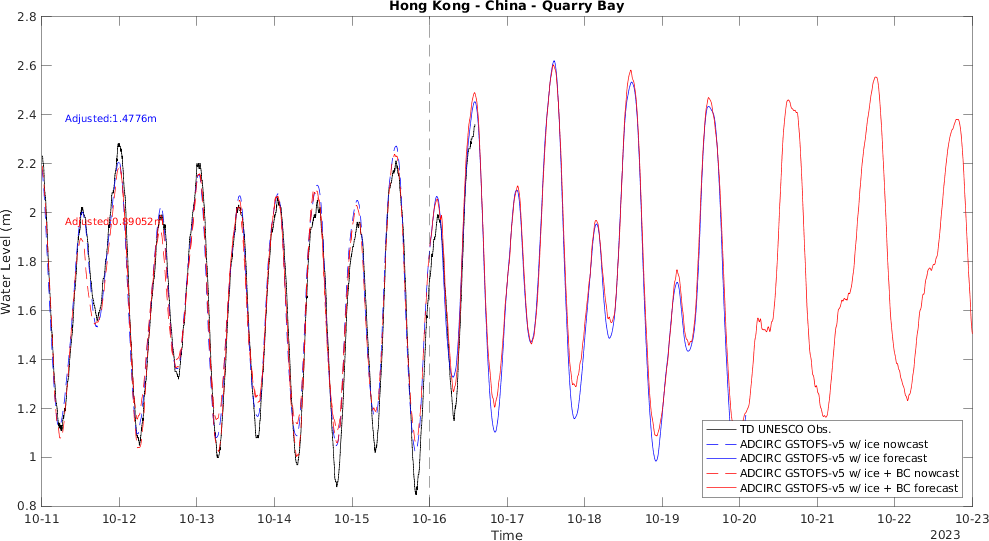 Hong Kong - China - Quarry Bay
2.8
2.6
2.4
2.2
2
1.8
1.6
1.4
1.2
1
0.8
Water Level (m)
Adjusted:1.4776m
Adjusted:0.89052m
TD UNESCO Obs.
ADCIRC GSTOFS-v5 w/ ice nowcast
ADCIRC GSTOFS-v5 w/ ice forecast
ADCIRC GSTOFS-v5 w/ ice + BC nowcast
ADCIRC GSTOFS-v5 w/ ice + BC forecast
10-11 10-12 10-13 10-14 10-15 10-16 10-17 10-18 10-19 10-20 10-21 10-22 10-23
Time
2023